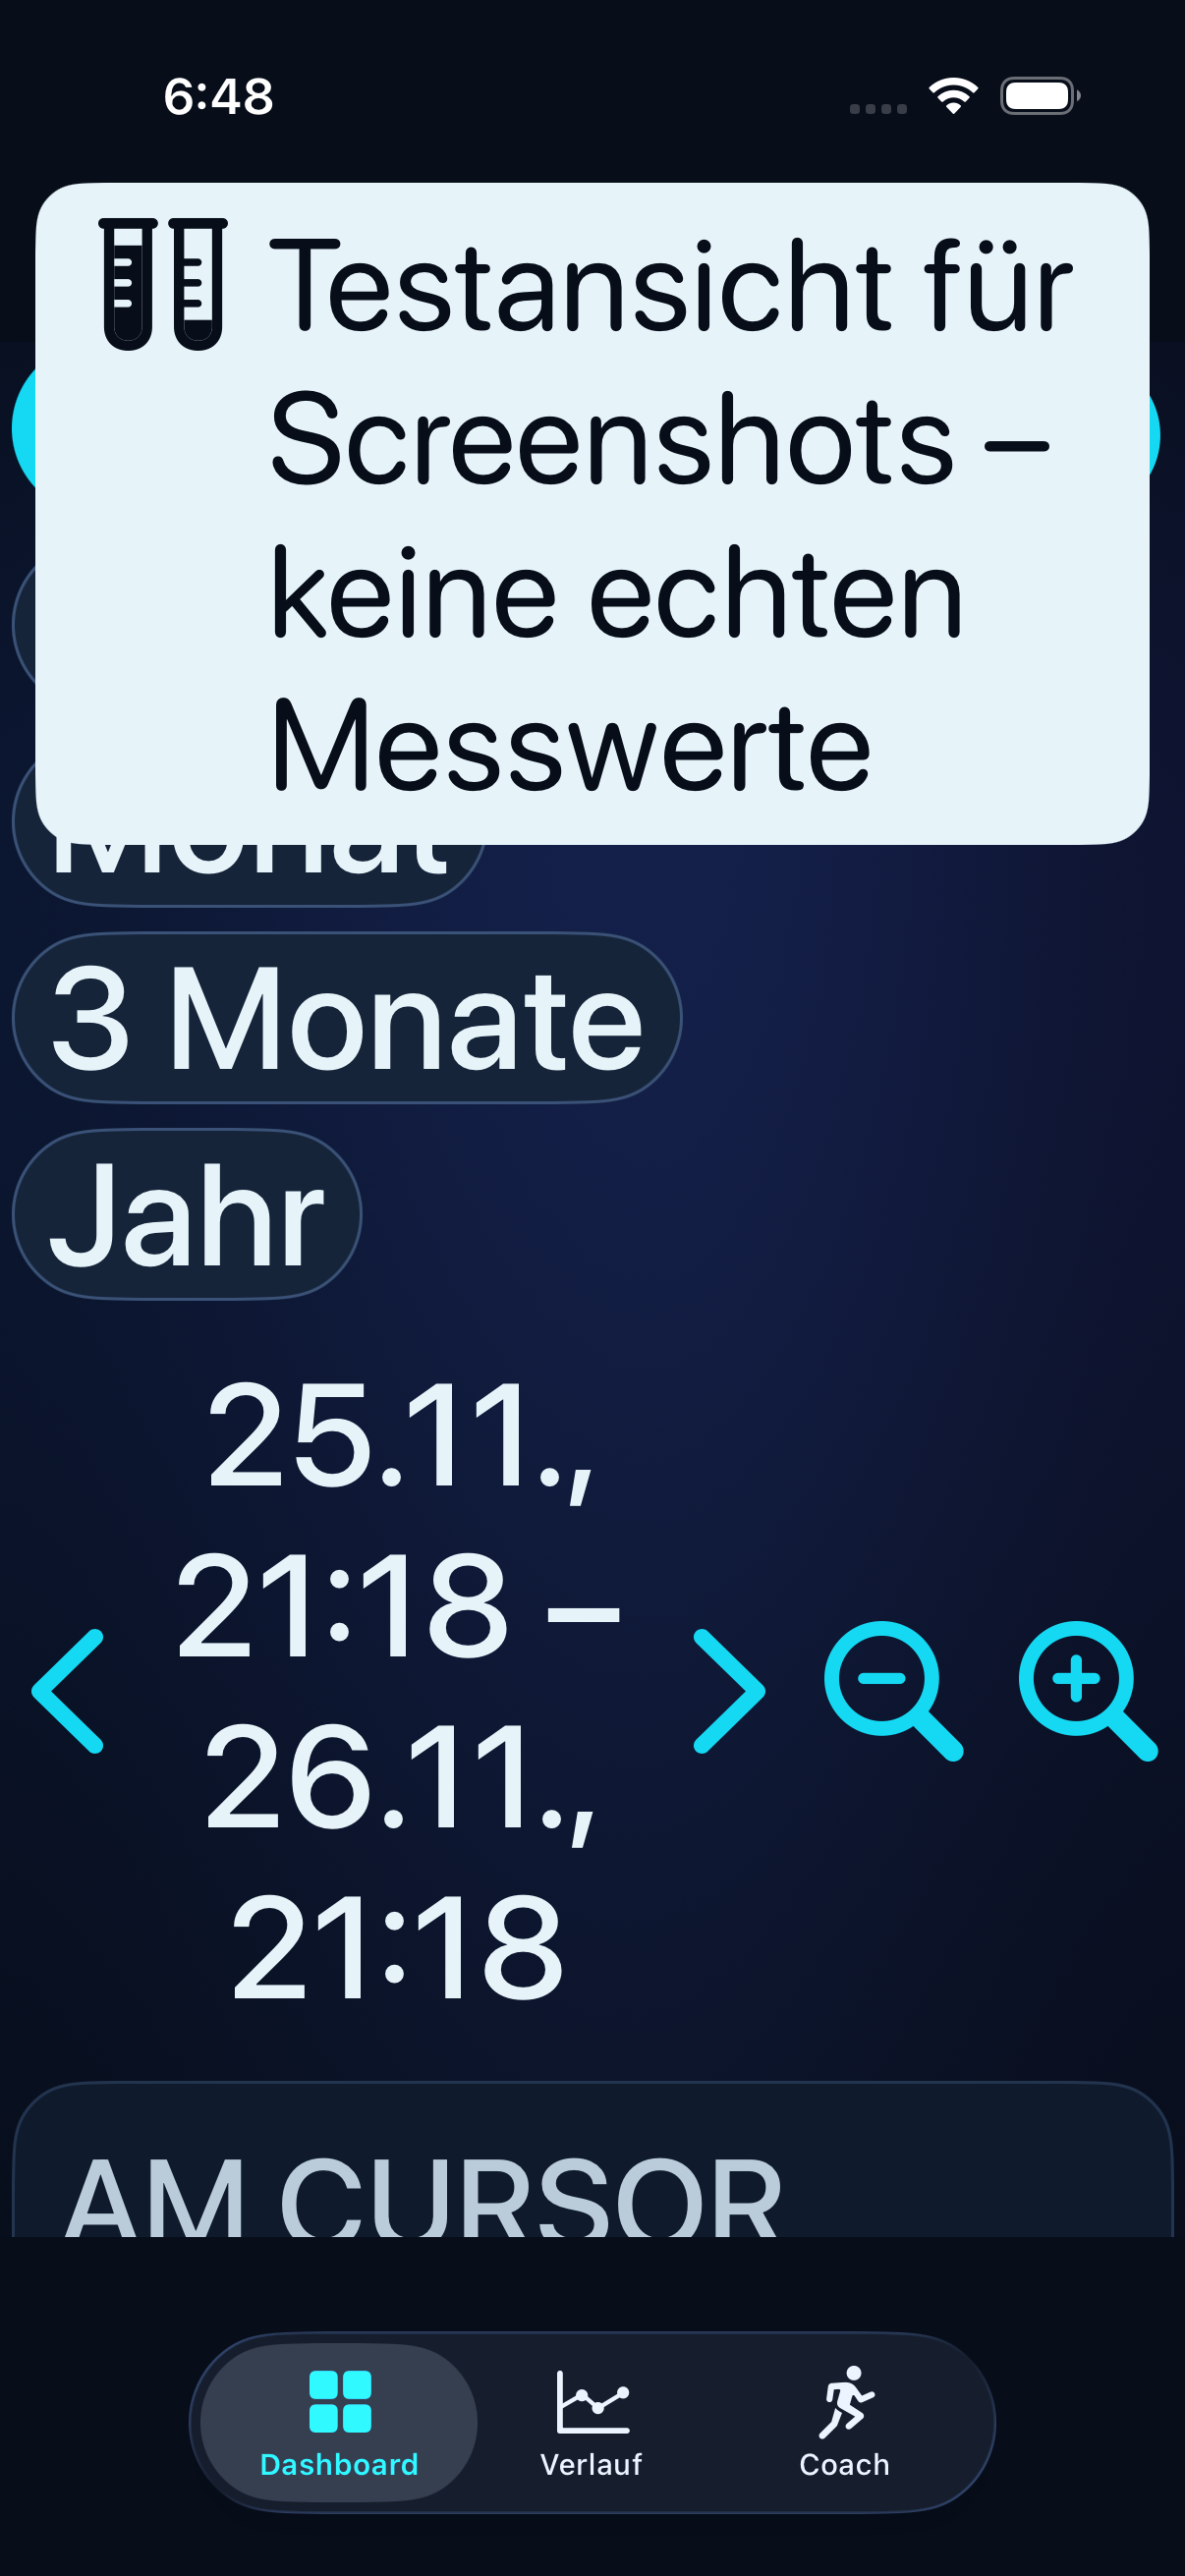 6:48
Testansicht für
Screenshots –
keine echten
Messwerte
Monat
3 Monate
Jahr
25.11.,
21:18 –
26.11.,
21:18
AM CURSOR
Dashboard
Verlauf
Coach